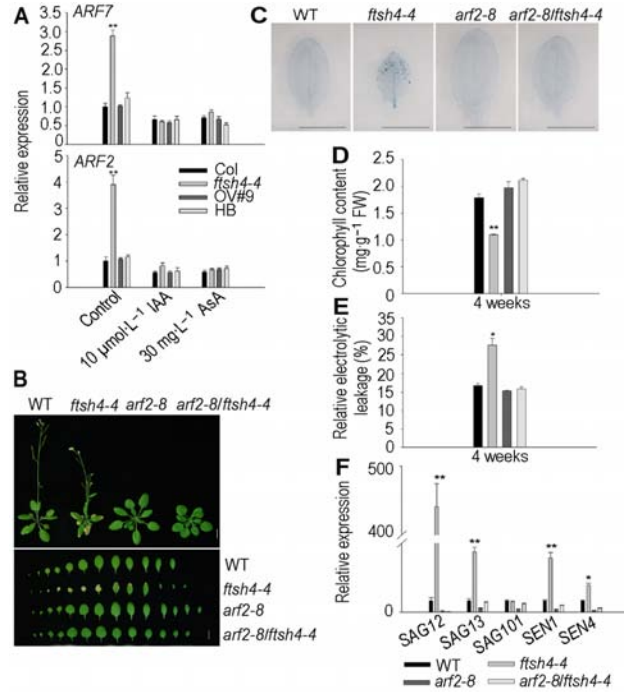 A
ARF7
Relative expression
3.5
3.0
2.5
2.0
1.5
1.0
0.5
0.0
**
ARF2
5
4
3
2
1
0
**
Col
ftsh4-4
OV#9
HB
Control
10 µmol·L⁻¹ IAA
30 mg·L⁻¹ AsA
B
WT ftsh4-4 arf2-8 arf2-8/ftsh4-4
WT
ftsh4-4
arf2-8
arf2-8/ftsh4-4
C
WT ftsh4-4 arf2-8 arf2-8/ftsh4-4
D
Chlorophyll content
(mg·g⁻¹ FW)
2.5
2.0
1.5
1.0
0.5
0
**
4 weeks
E
Relative electrolytic
leakage (%)
35
30
25
20
15
10
5
0
*
4 weeks
F
Relative expression
500
400
0
**
**
**
*
SAG12
SAG13
SAG101
SEN1
SEN4
WT
ftsh4-4
arf2-8
arf2-8/ftsh4-4